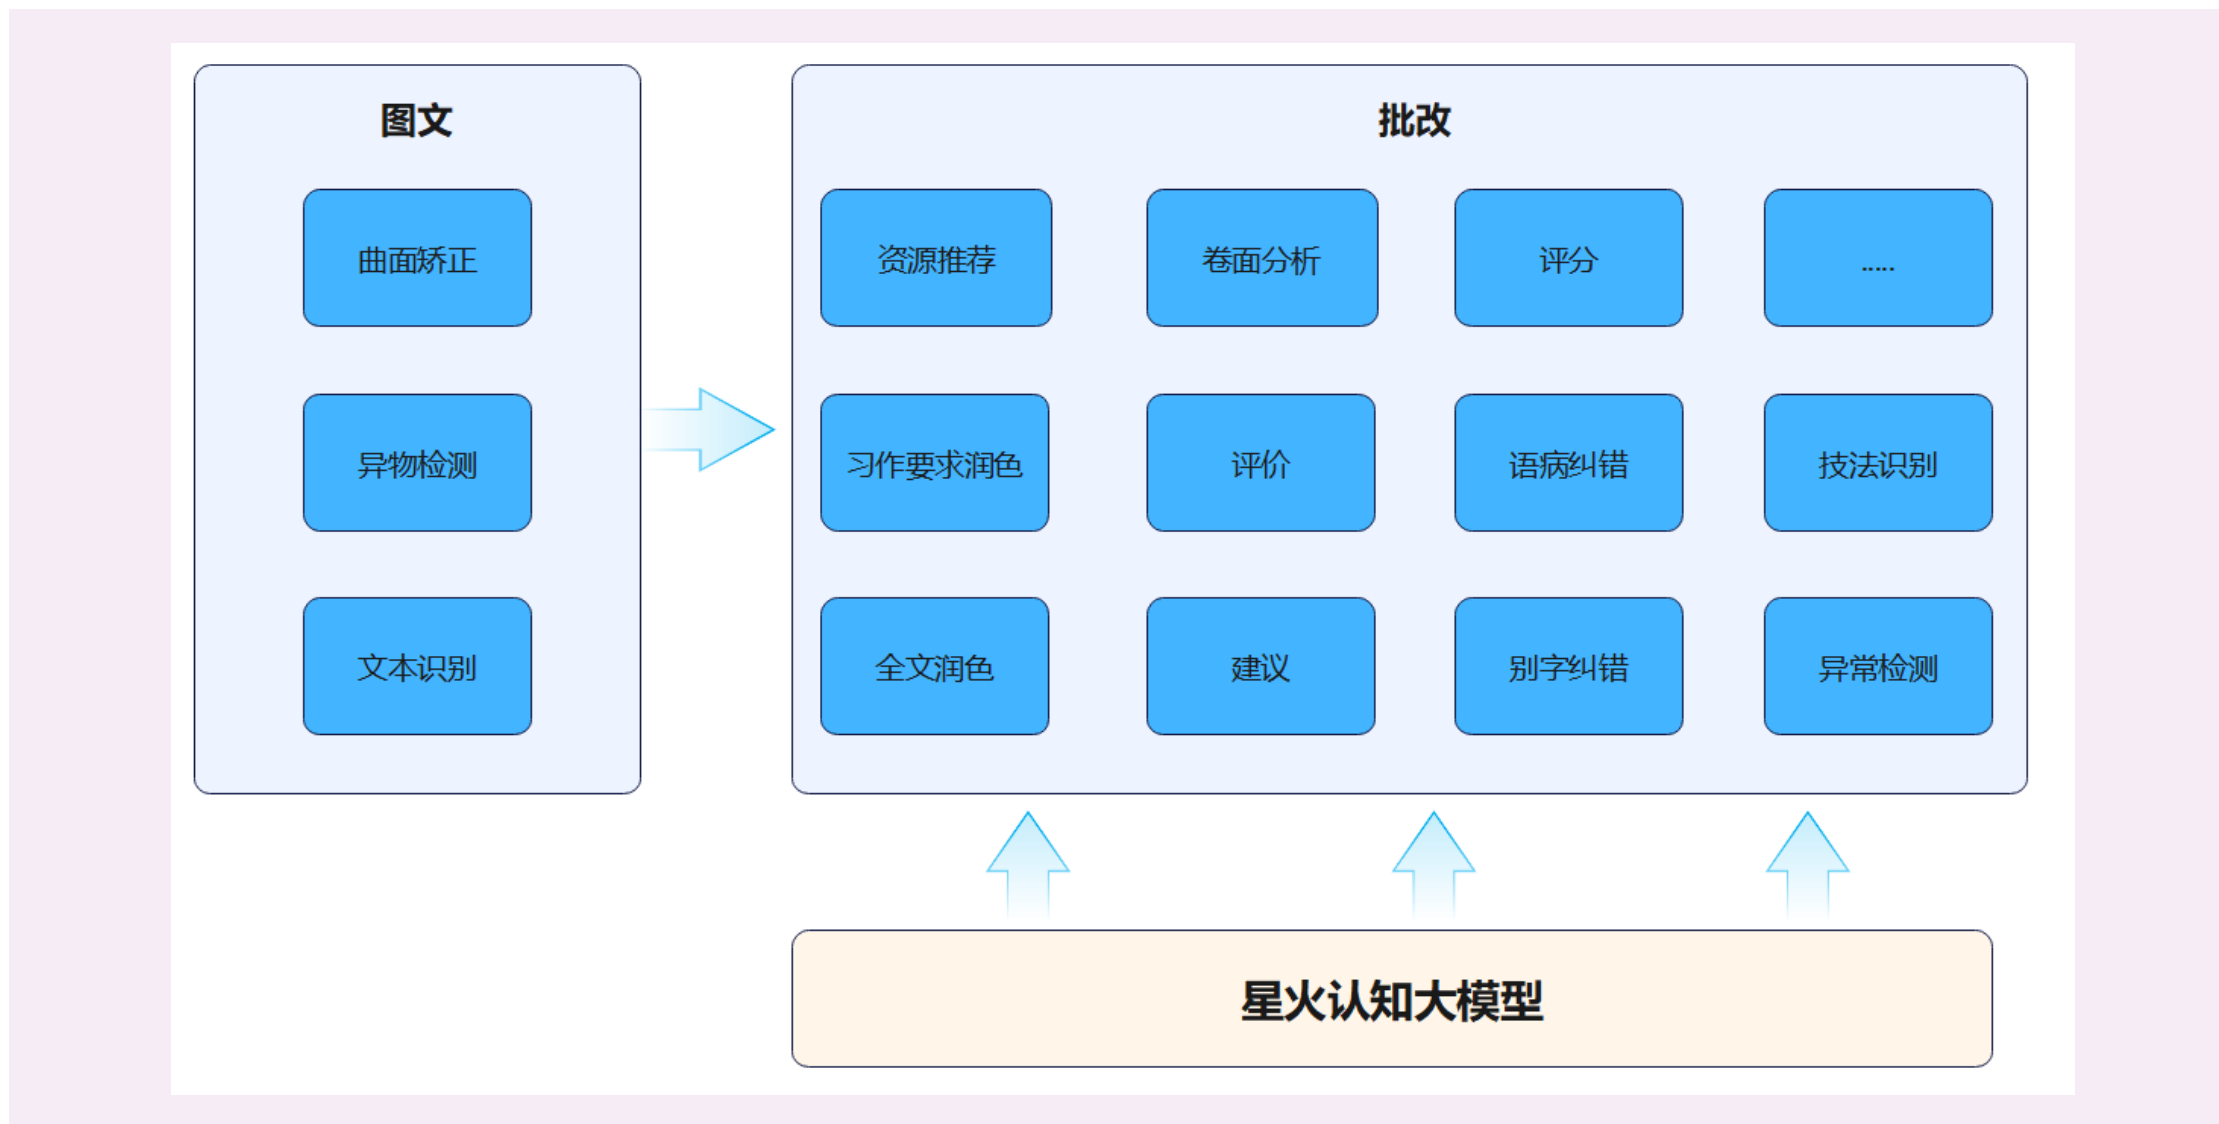 图文
曲面矫正
异物检测
文本识别
批改
资源推荐
卷面分析
评分
.....
习作要求润色
评价
语病纠错
技法识别
全文润色
建议
别字纠错
异常检测
星火认知大模型